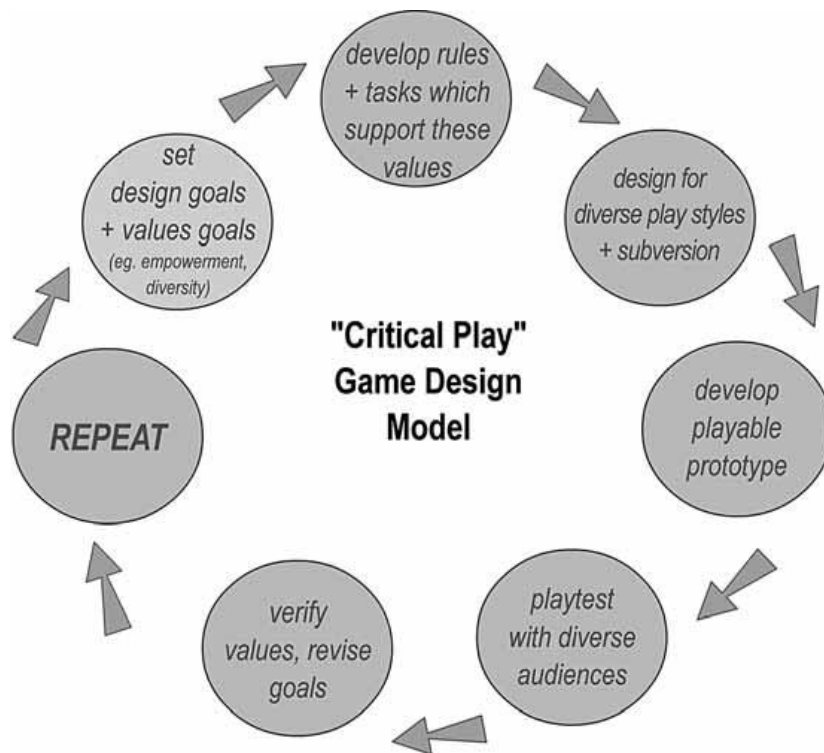 "Critical Play"
Game Design
Model
set
design goals
+ values goals
(eg. empowerment,
diversity)
develop rules
+ tasks which
support these
values
design for
diverse play styles
+ subversion
develop
playable
prototype
playtest
with diverse
audiences
verify
values, revise
goals
REPEAT